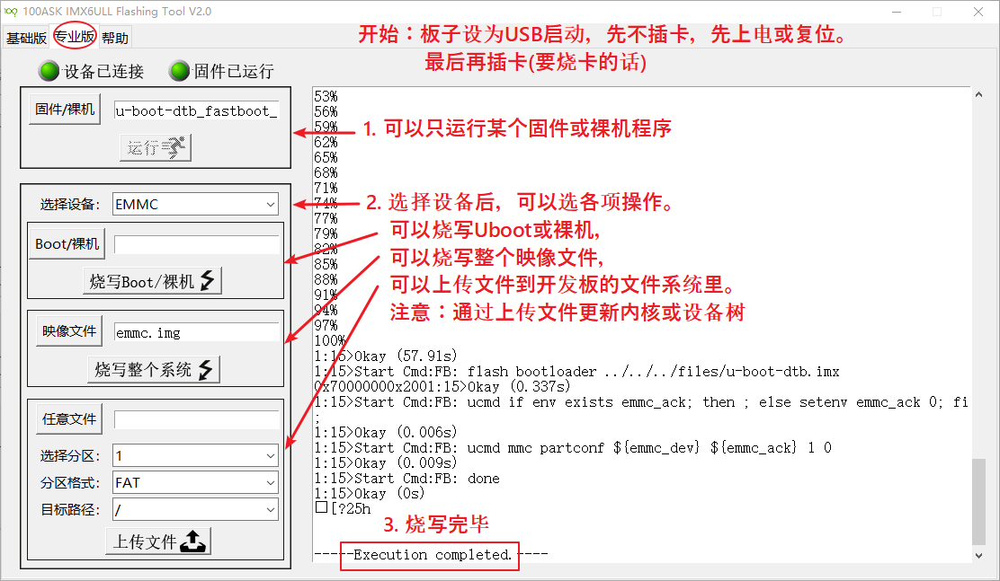 100ASK IMX6ULL Flashing Tool V2.0
基础版 专业版 帮助
开始：板子设为USB启动，先不插卡，先上电或复位。
最后再插卡(要烧卡的话)
设备已连接 固件已运行
固件/裸机 u-boot-dtb_fastboot_
运行
1. 可以只运行某个固件或裸机程序
选择设备： EMMC
2. 选择设备后，可以选各项操作。
可以烧写Uboot或裸机,
可以烧写整个映像文件,
可以上传文件到开发板的文件系统里。
注意：通过上传文件更新内核或设备树
Boot/裸机
烧写Boot/裸机
映像文件 emmc.img
烧写整个系统
任意文件
选择分区： 1
分区格式： FAT
目标路径： /
上传文件
53%
56%
59%
62%
65%
68%
71%
74%
77%
79%
82%
85%
88%
91%
94%
97%
100%
1:15>Okay (57.91s)
1:15>Start Cmd:FB: flash bootloader ../../../files/u-boot-dtb.imx
0x70000000x2001:15>Okay (0.337s)
1:15>Start Cmd:FB: ucmd if env exists emmc_ack; then ; else setenv emmc_ack 0; fi
;
1:15>Okay (0.006s)
1:15>Start Cmd:FB: ucmd mmc partconf ${emmc_dev} ${emmc_ack} 1 0
1:15>Okay (0.009s)
1:15>Start Cmd:FB: done
1:15>Okay (0s)
□[?25h
3. 烧写完毕
-----Execution completed.----